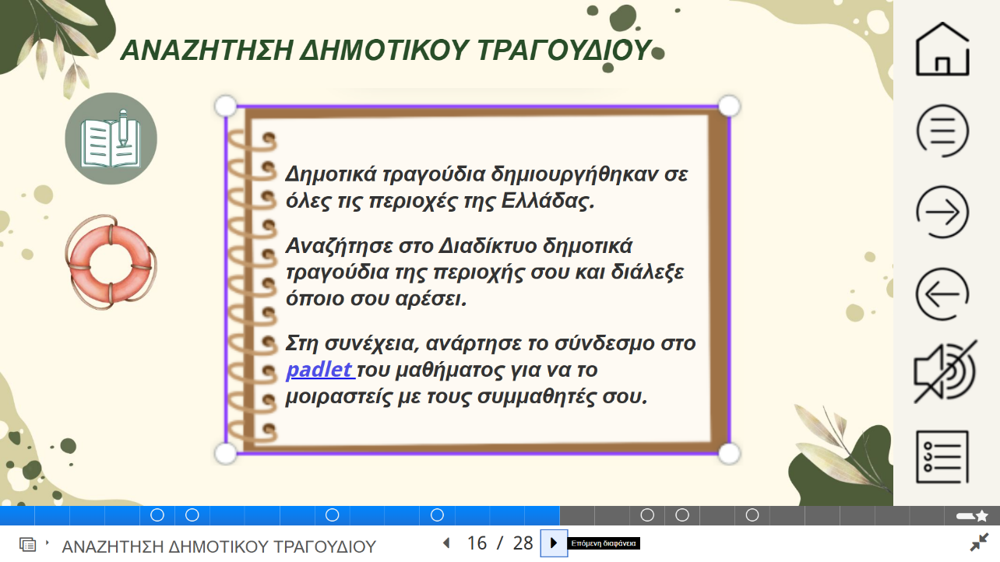 ΑΝΑΖΗΤΗΣΗ ΔΗΜΟΤΙΚΟΥ ΤΡΑΓΟΥΔΙΟΥ
Δημοτικά τραγούδια δημιουργήθηκαν σε
όλες τις περιοχές της Ελλάδας.
Αναζήτησε στο Διαδίκτυο δημοτικά
τραγούδια της περιοχής σου και διάλεξε
όποιο σου αρέσει.
Στη συνέχεια, ανάρτησε το σύνδεσμο στο
padlet του μαθήματος για να το
μοιραστείς με τους συμμαθητές σου.
ΑΝΑΖΗΤΗΣΗ ΔΗΜΟΤΙΚΟΥ ΤΡΑΓΟΥΔΙΟΥ
16 / 28
Επόμενη διαφάνεια